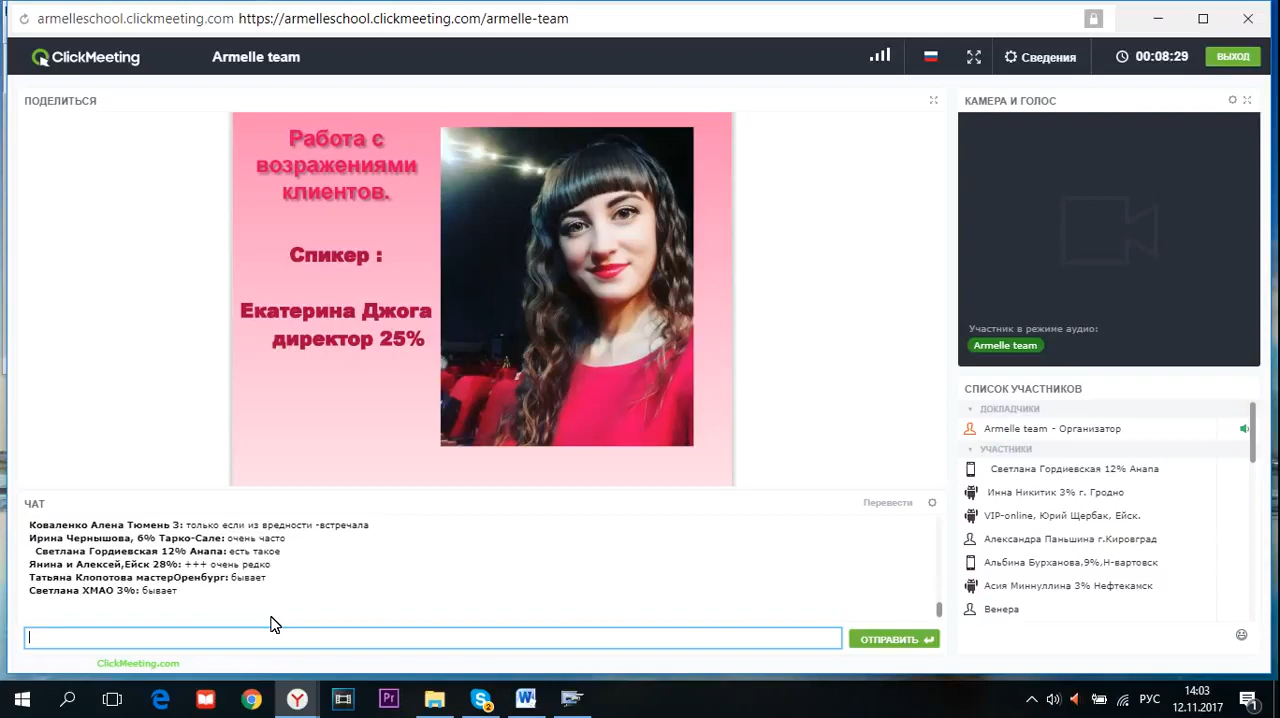 armelleschool.clickmeeting.com https://armelleschool.clickmeeting.com/armelle-team
ClickMeeting
Armelle team
Сведения
00:08:29
ВЫХОД
ПОДЕЛИТЬСЯ
Работа с
возражениями
клиентов.
Спикер :
Екатерина Джога
директор 25%
КАМЕРА И ГОЛОС
Участник в режиме аудио:
Armelle team
СПИСОК УЧАСТНИКОВ
ДОКЛАДЧИКИ
Armelle team - Организатор
УЧАСТНИКИ
Светлана Гордиевская 12% Анапа
Инна Никитик 3% г. Гродно
VIP-online, Юрий Щербак, Ейск.
Александра Паньшина г.Кировград
Альбина Бурханова,9%,Н-вартовск
Асия Миннуллина 3% Нефтекамск
Венера
ЧАТ
Перевести
Коваленко Алена Тюмень 3: только если из вредности -встречала
Ирина Чернышова, 6% Тарко-Сале: очень часто
Светлана Гордиевская 12% Анапа: есть такое
Янина и Алексей,Ейск 28%: +++ очень редко
Татьяна Клопотова мастерОренбург: бывает
Светлана ХМАО 3%: бывает
ОТПРАВИТЬ
ClickMeeting.com
Pr
2
W
РУС
14:03
12.11.2017
1